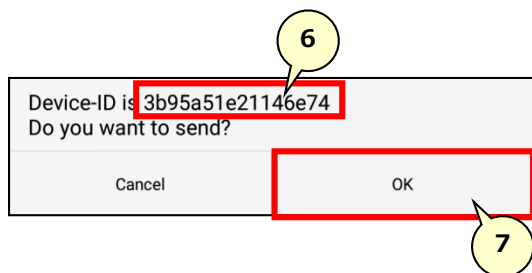 6
Device-ID is 3b95a51e21146e74
Do you want to send?
Cancel
OK
7